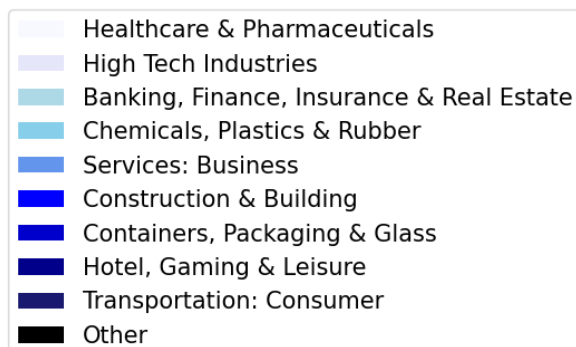 Healthcare & Pharmaceuticals
High Tech Industries
Banking, Finance, Insurance & Real Estate
Chemicals, Plastics & Rubber
Services: Business
Construction & Building
Containers, Packaging & Glass
Hotel, Gaming & Leisure
Transportation: Consumer
Other